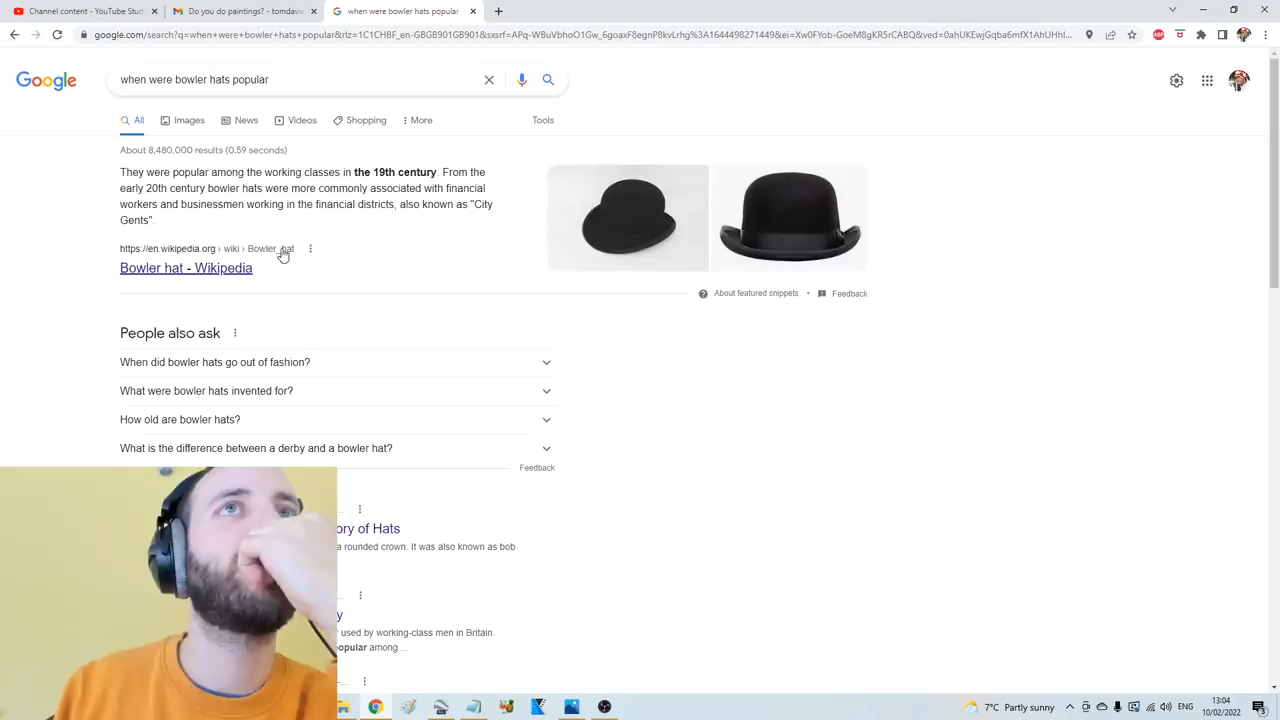 Channel content - YouTube Studio
Do you do paintings? - tomdavie
when were bowler hats popular
google.com/search?q=when+were+bowler+hats+popular&rlz=1C1CHBF_en-GBGB901GB901&sxsrf=
when were bowler hats popular
Google
All
Images
News
Videos
Shopping
More
Tools
About 8,480,000 results (0.59 seconds)
They were popular among the working classes in the 19th century. From the
early 20th century bowler hats were more commonly associated with financial
workers and businessmen working in the financial districts, also known as "City
Gents".
https://en.wikipedia.org › wiki › Bowler_hat
Bowler hat - Wikipedia
About featured snippets • Feedback
People also ask
When did bowler hats go out of fashion?
What were bowler hats invented for?
How old are bowler hats?
What is the difference between a derby and a bowler hat?
Feedback
ory of Hats
a rounded crown. It was also known as bob
y
used by working-class men in Britain.
opular among ...
7°C Partly sunny
ENG
13:04
10/02/2022